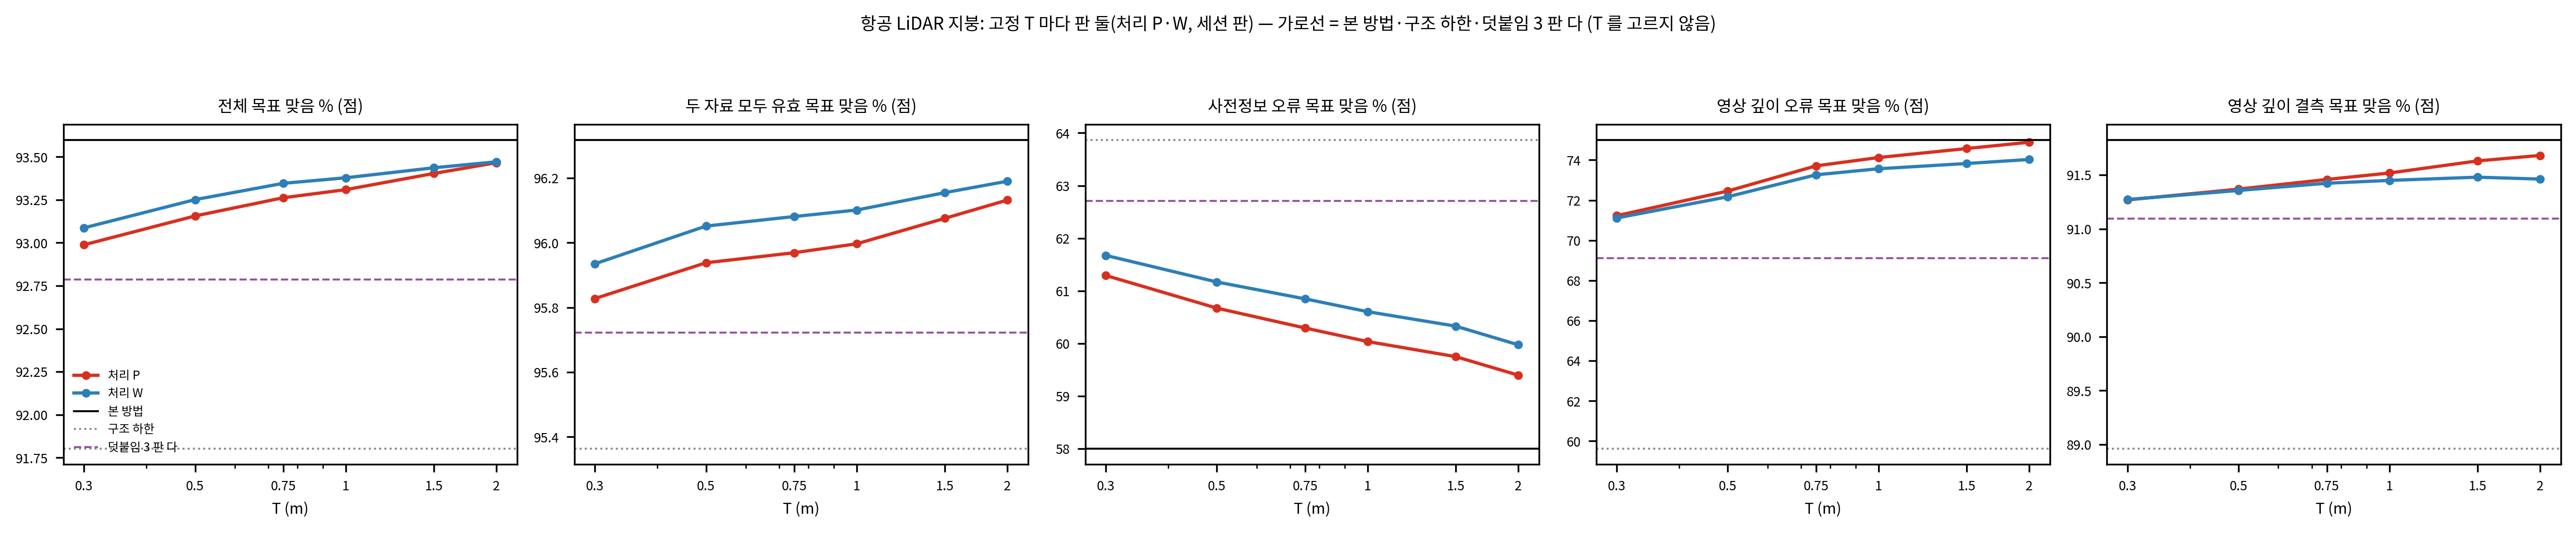 항공 LiDAR 지붕: 고정 T 마다 판 둘(처리 P·W, 세션 판) — 가로선 = 본 방법·구조 하한·덧붙임 3 판 다 (T 를 고르지 않음)
전체 목표 맞음 % (점)
93.50
93.25
93.00
92.75
92.50
92.25
92.00
91.75
처리 P
처리 W
본 방법
구조 하한
덧붙임 3 판 다
0.3 0.5 0.75 1 1.5 2
T (m)
두 자료 모두 유효 목표 맞음 % (점)
96.2
96.0
95.8
95.6
95.4
0.3 0.5 0.75 1 1.5 2
T (m)
사전정보 오류 목표 맞음 % (점)
64
63
62
61
60
59
58
0.3 0.5 0.75 1 1.5 2
T (m)
영상 깊이 오류 목표 맞음 % (점)
74
72
70
68
66
64
62
60
0.3 0.5 0.75 1 1.5 2
T (m)
영상 깊이 결측 목표 맞음 % (점)
91.5
91.0
90.5
90.0
89.5
89.0
0.3 0.5 0.75 1 1.5 2
T (m)